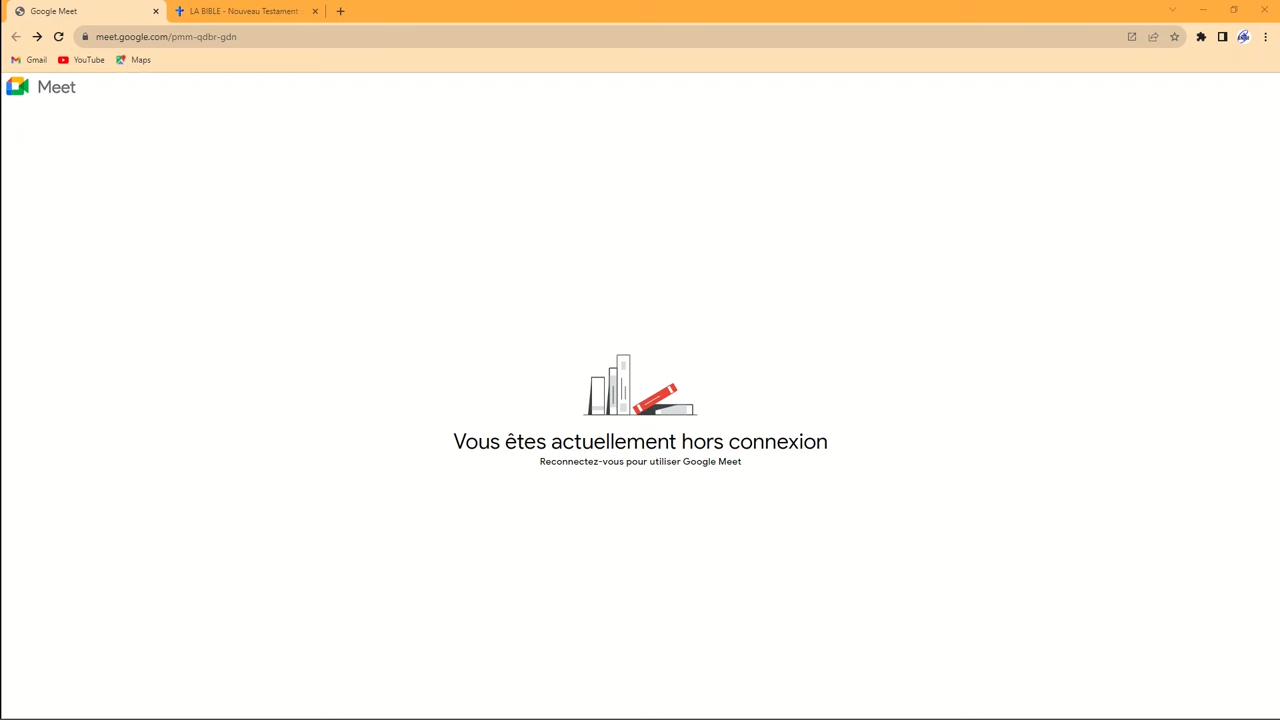 Google Meet
LA BIBLE - Nouveau Testament
meet.google.com/pmm-qdbr-gdn
Gmail
YouTube
Maps
Meet
Vous êtes actuellement hors connexion
Reconnectez-vous pour utiliser Google Meet